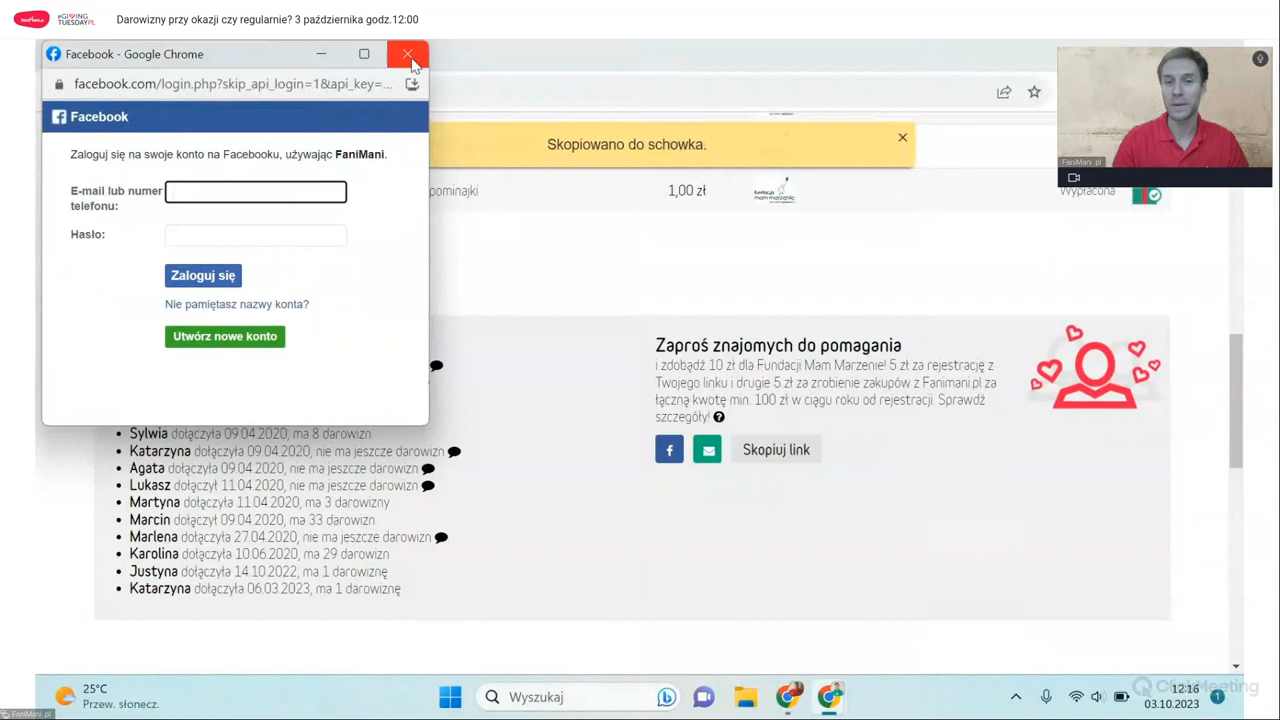 FaniMani.pl
#GIVING
TUESDAYPL
Darowizny przy okazji czy regularnie? 3 października godz.12:00
Facebook - Google Chrome
facebook.com/login.php?skip_api_login=1&api_key=...
Facebook
Zaloguj się na swoje konto na Facebooku, używając FaniMani.
E-mail lub numer
telefonu:
Hasło:
Zaloguj się
Nie pamiętasz nazwy konta?
Utwórz nowe konto
Skopiowano do schowka.
pominajki
1,00 zł
fundacja
mam marzenie
Wypłacona
FaniMani .pl
Zaproś znajomych do pomagania
i zdobądź 10 zł dla Fundacji Mam Marzenie! 5 zł za rejestrację z
Twojego linku i drugie 5 zł za zrobienie zakupów z Fanimani.pl za
łączną kwotę min. 100 zł w ciągu roku od rejestracji. Sprawdź
szczegóły!
Skopiuj link
Sylwia dołączyła 09.04.2020, ma 8 darowizn
Katarzyna dołączyła 09.04.2020, nie ma jeszcze darowizn
Agata dołączyła 09.04.2020, nie ma jeszcze darowizn
Lukasz dołączył 11.04.2020, nie ma jeszcze darowizn
Martyna dołączyła 11.04.2020, ma 3 darowizny
Marcin dołączył 09.04.2020, ma 33 darowizn
Marlena dołączyła 27.04.2020, nie ma jeszcze darowizn
Karolina dołączyła 10.06.2020, ma 29 darowizn
Justyna dołączyła 14.10.2022, ma 1 darowiznę
Katarzyna dołączyła 06.03.2023, ma 1 darowiznę
ClickMeeting
25°C
Przew. słonecz.
Wyszukaj
12:16
03.10.2023
1
FaniMani .pl